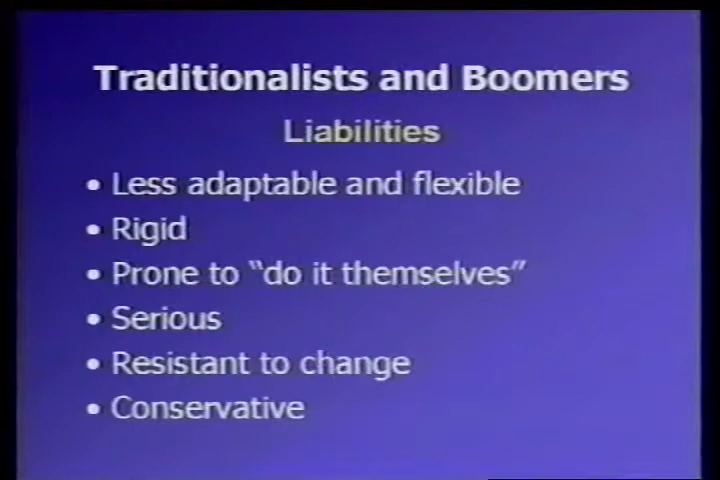 Traditionalists and Boomers
Liabilities
• Less adaptable and flexible
• Rigid
• Prone to “do it themselves”
• Serious
• Resistant to change
• Conservative